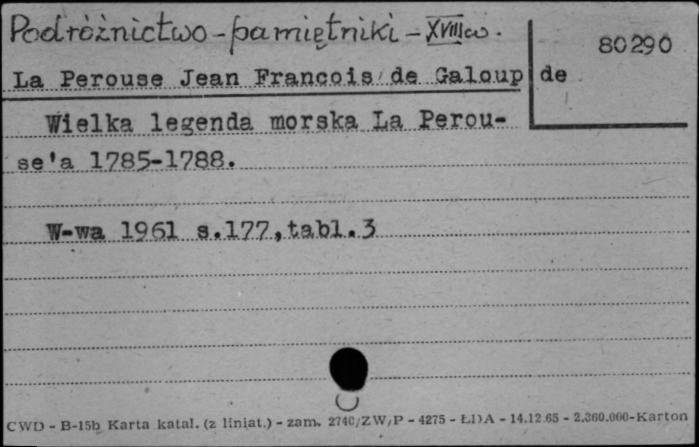 Podróżnictwo - pamiętniki - XVIII w.
80290
La Perouse Jean Francois de Galoup de
Wielka legenda morska La Perou-
se'a 1785-1788.
W-wa 1961 s.177,tabl.3
CWD - B-15b Karta katal. (z liniat.) - zam. 2740/ZW/P - 4275 - ŁDA - 14.12.65 - 2.360.000-Karton